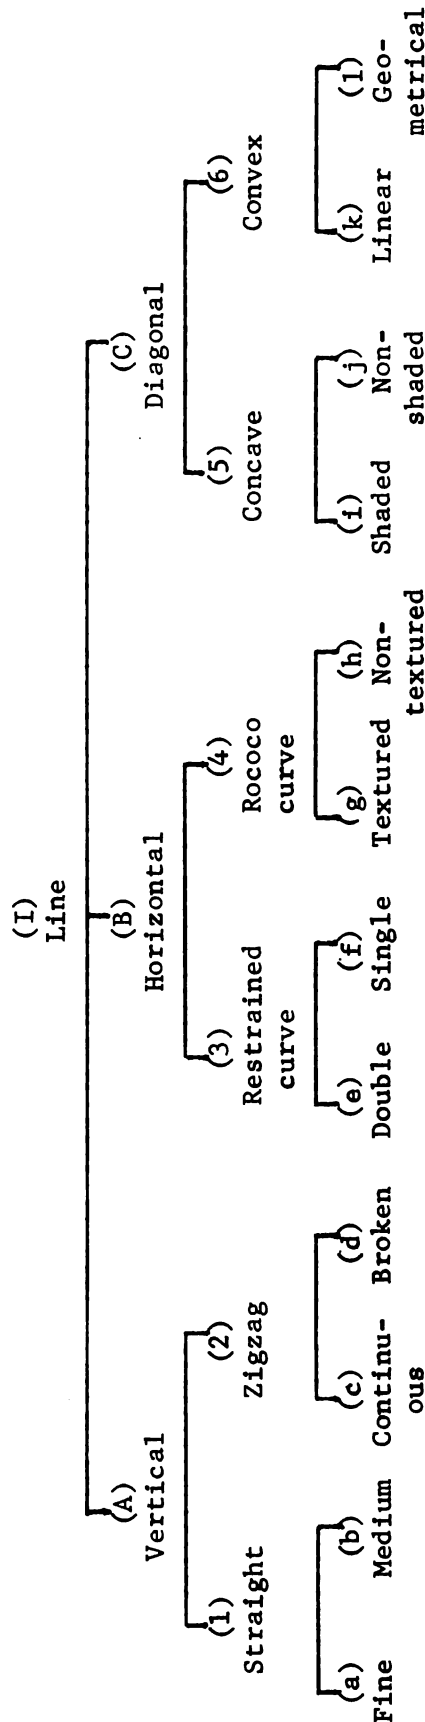 (I)
Line
(A)
Vertical
(B)
Horizontal
(C)
Diagonal
(1)
Straight
(2)
Zigzag
(3)
Restrained
curve
(4)
Rococo
curve
(5)
Concave
(6)
Convex
(a)
Fine
(b)
Medium
(c)
Continu-
ous
(d)
Broken
(e)
Double
(f)
Single
(g)
Textured
(h)
Non-
textured
(i)
Shaded
(j)
Non-
shaded
(k)
Linear
(l)
Geo-
metrical